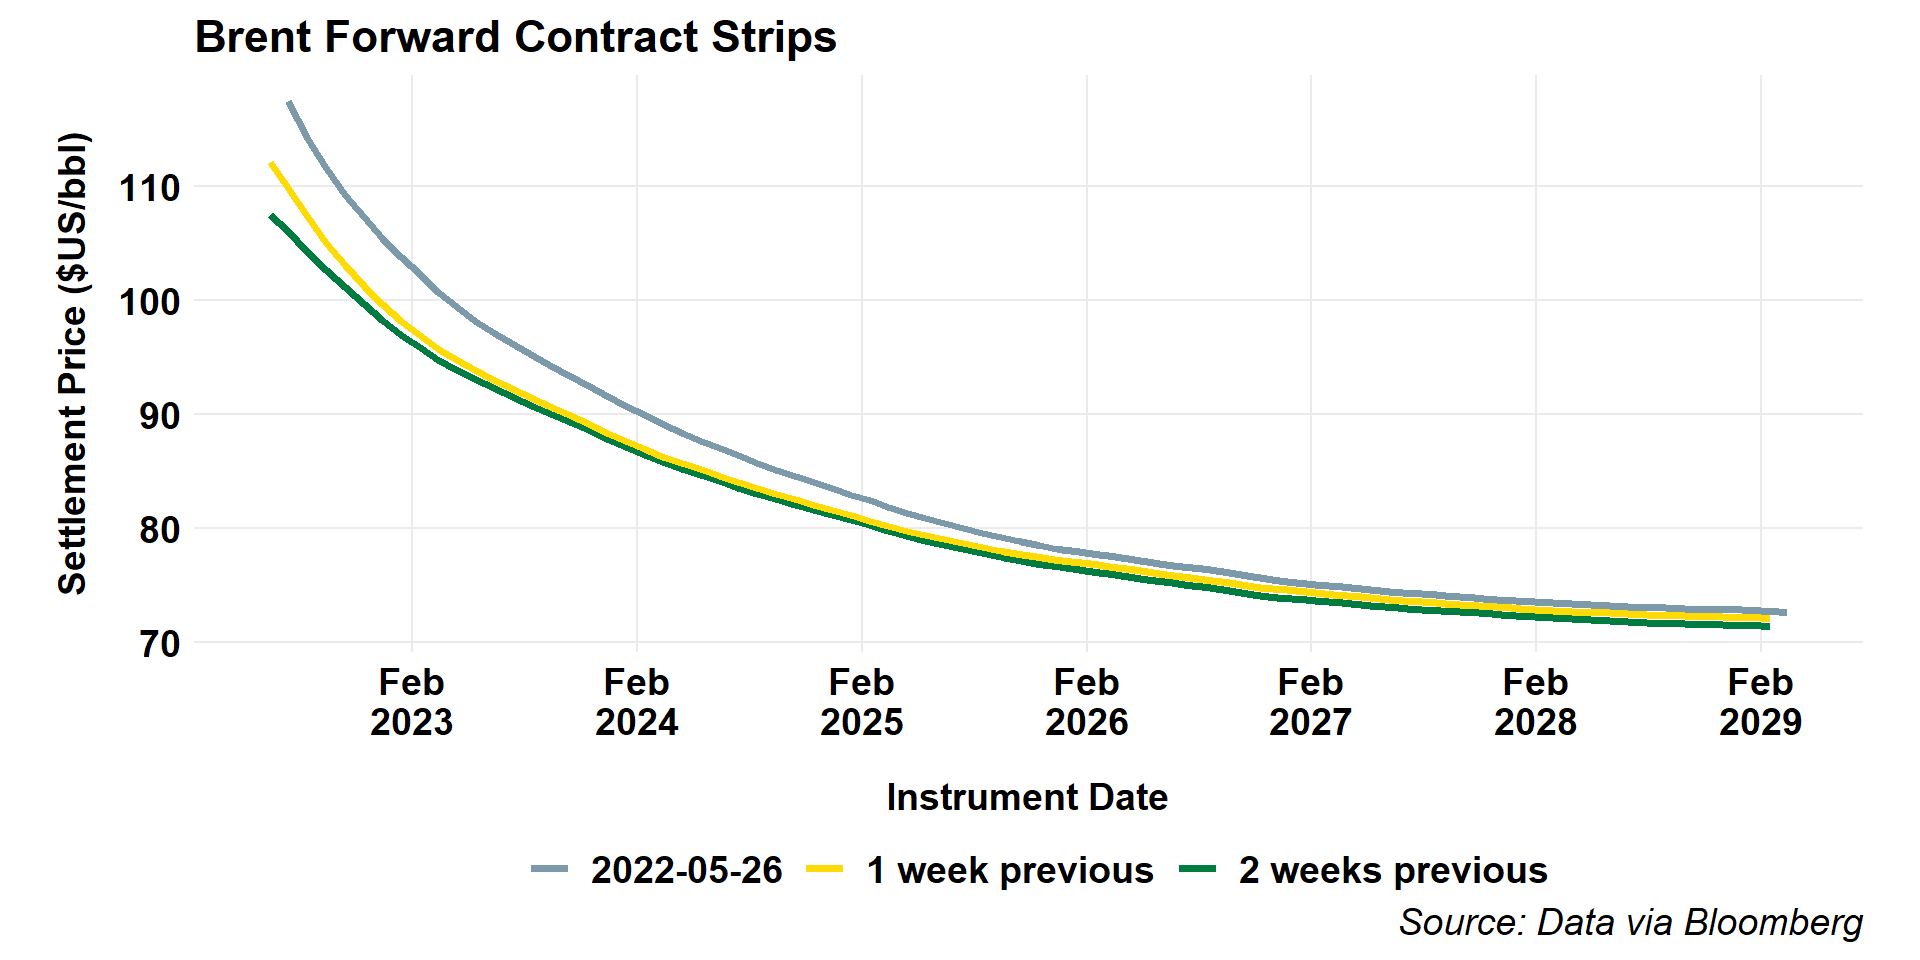 Brent Forward Contract Strips
Settlement Price ($US/bbl)
110
100
90
80
70
Feb 2023
Feb 2024
Feb 2025
Feb 2026
Feb 2027
Feb 2028
Feb 2029
Instrument Date
2022-05-26 1 week previous 2 weeks previous
Source: Data via Bloomberg